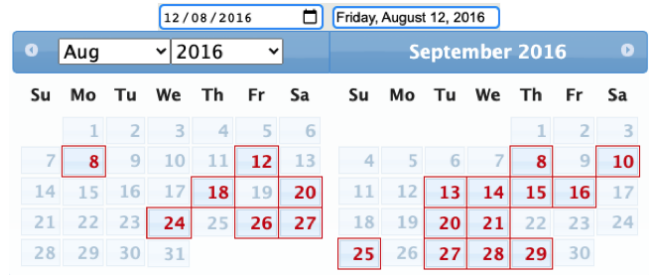 12/08/2016 Friday, August 12, 2016
Aug 2016 September 2016
Su Mo Tu We Th Fr Sa Su Mo Tu We Th Fr Sa
1 2 3 4 5 6 1 2 3
7 8 9 10 11 12 13 4 5 6 7 8 9 10
14 15 16 17 18 19 20 11 12 13 14 15 16 17
21 22 23 24 25 26 27 18 19 20 21 22 23 24
28 29 30 31 25 26 27 28 29 30